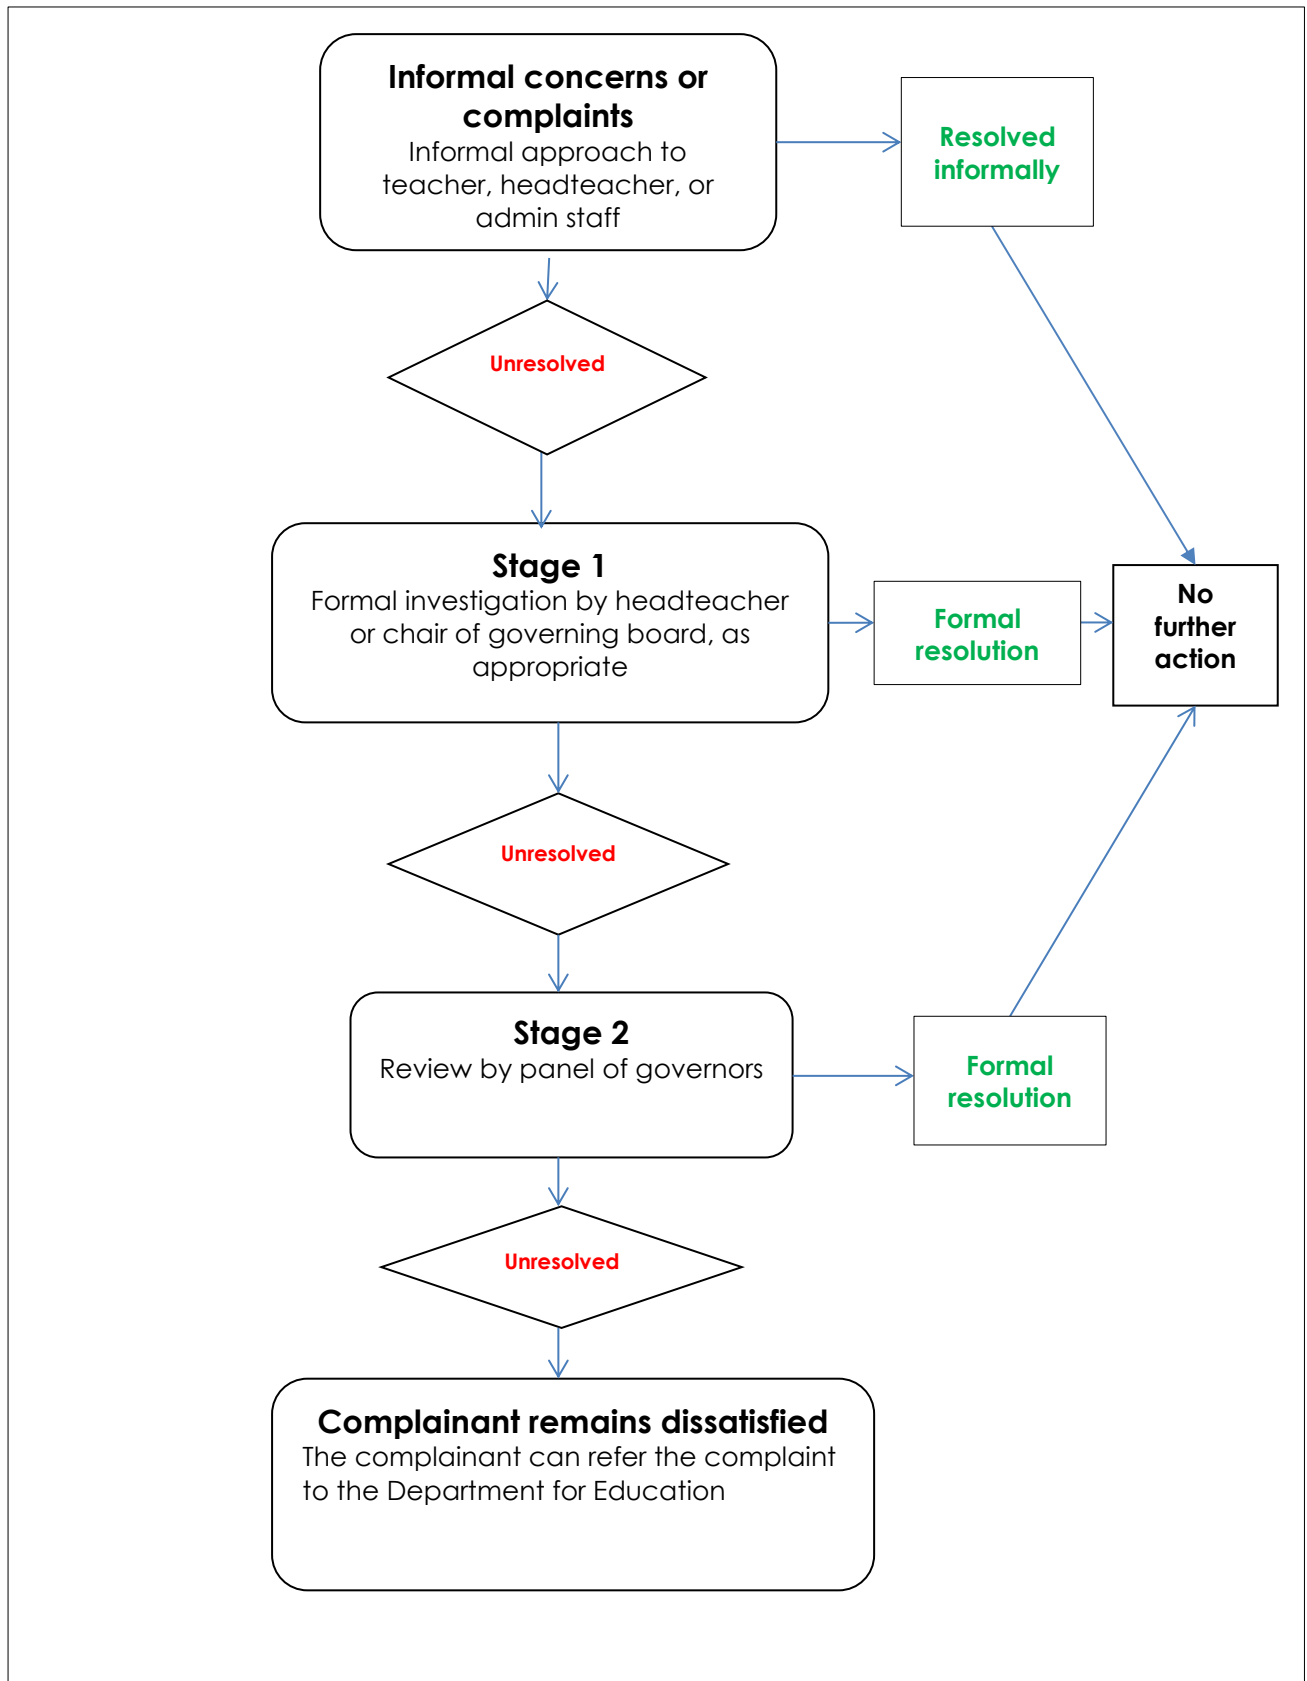 Informal concerns or
complaints
Informal approach to
teacher, headteacher, or
admin staff
Resolved
informally
Unresolved
Stage 1
Formal investigation by headteacher
or chair of governing board, as
appropriate
Formal
resolution
No
further
action
Unresolved
Stage 2
Review by panel of governors
Formal
resolution
Unresolved
Complainant remains dissatisfied
The complainant can refer the complaint
to the Department for Education